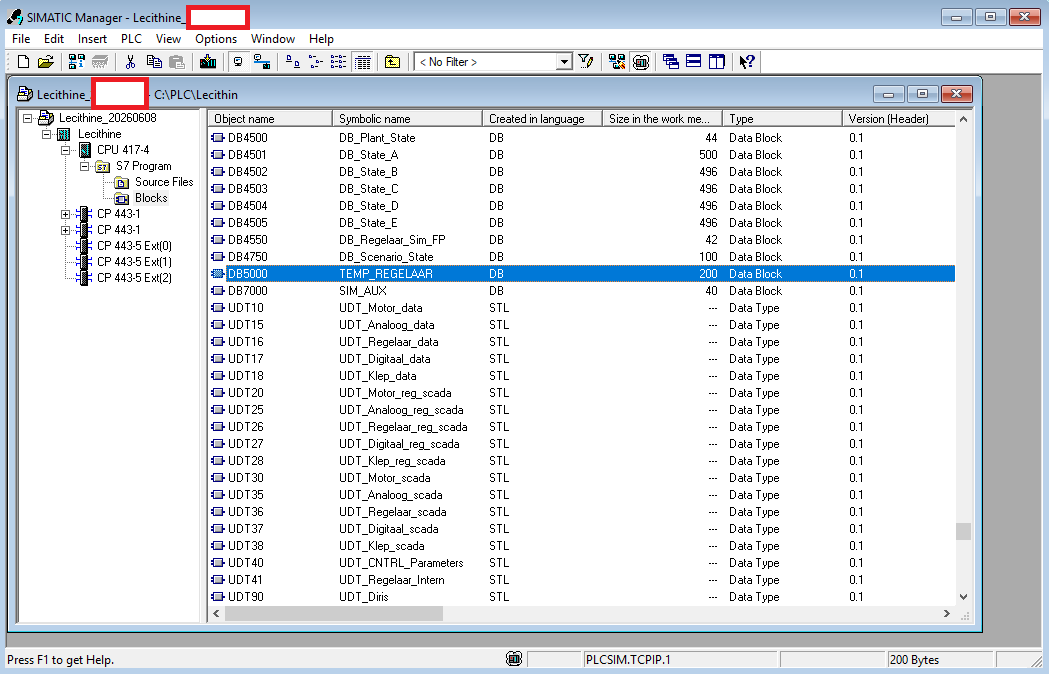 SIMATIC Manager - Lecithine_
File Edit Insert PLC View Options Window Help
< No Filter >
Lecithine_ - C:\PLC\Lecithin
Lecithine_20260608
Lecithine
CPU 417-4
S7 Program
Source Files
Blocks
CP 443-1
CP 443-1
CP 443-5 Ext(0)
CP 443-5 Ext(1)
CP 443-5 Ext(2)
Object name Symbolic name Created in language Size in the work me... Type Version (Header)
DB4500 DB_Plant_State DB 44 Data Block 0.1
DB4501 DB_State_A DB 500 Data Block 0.1
DB4502 DB_State_B DB 496 Data Block 0.1
DB4503 DB_State_C DB 496 Data Block 0.1
DB4504 DB_State_D DB 496 Data Block 0.1
DB4505 DB_State_E DB 496 Data Block 0.1
DB4550 DB_Regelaar_Sim_FP DB 42 Data Block 0.1
DB4750 DB_Scenario_State DB 100 Data Block 0.1
DB5000 TEMP_REGELAAR DB 200 Data Block 0.1
DB7000 SIM_AUX DB 40 Data Block 0.1
UDT10 UDT_Motor_data STL --- Data Type 0.1
UDT15 UDT_Analoog_data STL --- Data Type 0.1
UDT16 UDT_Regelaar_data STL --- Data Type 0.1
UDT17 UDT_Digitaal_data STL --- Data Type 0.1
UDT18 UDT_Klep_data STL --- Data Type 0.1
UDT20 UDT_Motor_reg_scada STL --- Data Type 0.1
UDT25 UDT_Analoog_reg_scada STL --- Data Type 0.1
UDT26 UDT_Regelaar_reg_scada STL --- Data Type 0.1
UDT27 UDT_Digitaal_reg_scada STL --- Data Type 0.1
UDT28 UDT_Klep_reg_scada STL --- Data Type 0.1
UDT30 UDT_Motor_scada STL --- Data Type 0.1
UDT35 UDT_Analoog_scada STL --- Data Type 0.1
UDT36 UDT_Regelaar_scada STL --- Data Type 0.1
UDT37 UDT_Digitaal_scada STL --- Data Type 0.1
UDT38 UDT_Klep_scada STL --- Data Type 0.1
UDT40 UDT_CNTRL_Parameters STL --- Data Type 0.1
UDT41 UDT_Regelaar_Intern STL --- Data Type 0.1
UDT90 UDT_Diris STL --- Data Type 0.1
Press F1 to get Help. PLCSIM.TCPIP.1 200 Bytes